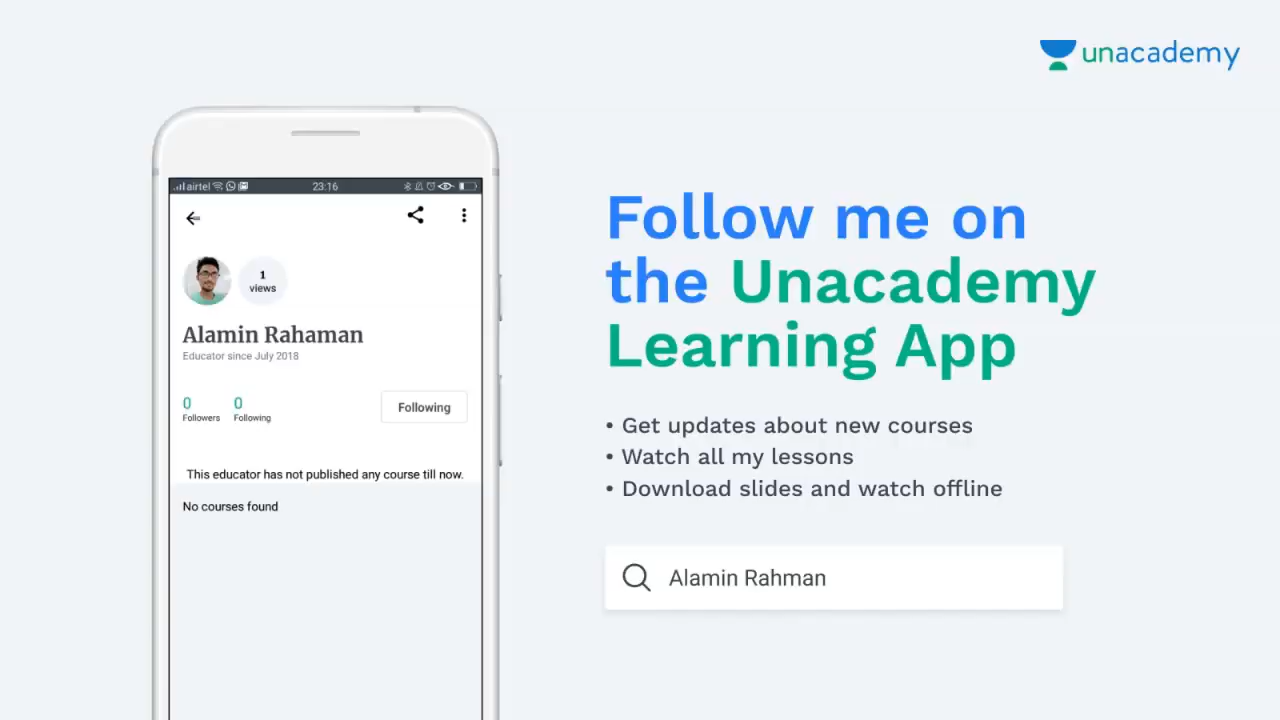 unacademy
airtel 23:16
1
views
Alamin Rahaman
Educator since July 2018
0 0
Followers Following
Following
This educator has not published any course till now.
No courses found
Follow me on
the Unacademy
Learning App
• Get updates about new courses
• Watch all my lessons
• Download slides and watch offline
Alamin Rahman